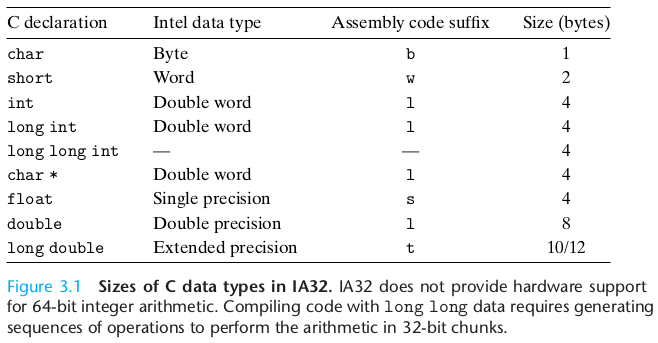 C declaration Intel data type Assembly code suffix Size (bytes)
char Byte b 1
short Word w 2
int Double word l 4
long int Double word l 4
long long int — — 4
char * Double word l 4
float Single precision s 4
double Double precision l 8
long double Extended precision t 10/12
Figure 3.1 Sizes of C data types in IA32. IA32 does not provide hardware support
for 64-bit integer arithmetic. Compiling code with long long data requires generating
sequences of operations to perform the arithmetic in 32-bit chunks.